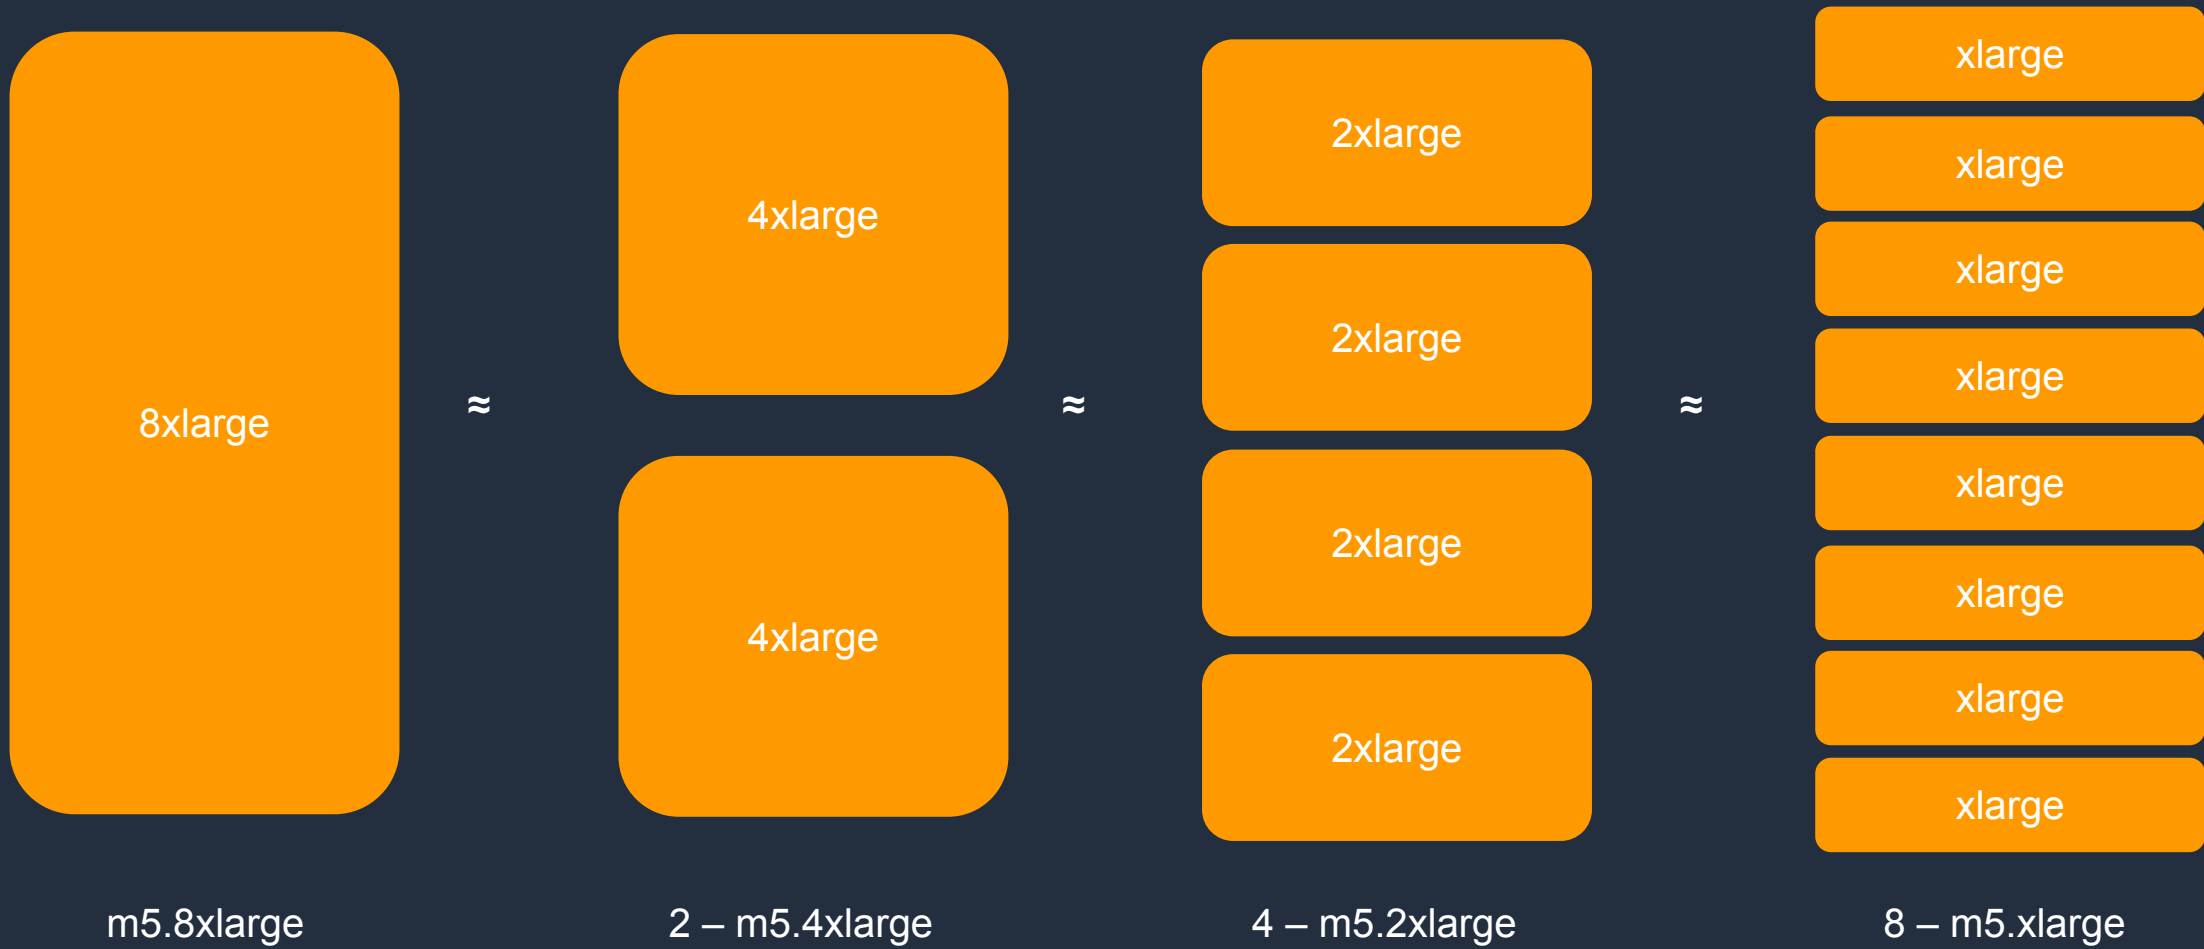 8xlarge
m5.8xlarge
≈
4xlarge
4xlarge
2 – m5.4xlarge
≈
2xlarge
2xlarge
2xlarge
2xlarge
4 – m5.2xlarge
≈
xlarge
xlarge
xlarge
xlarge
xlarge
xlarge
xlarge
xlarge
8 – m5.xlarge